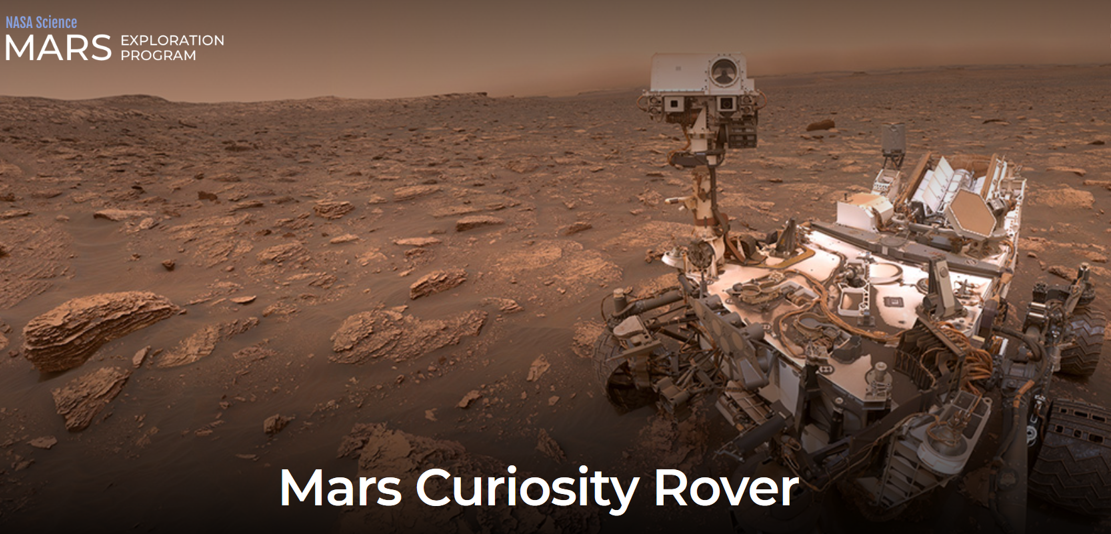 NASA Science
MARS EXPLORATION
PROGRAM
Mars Curiosity Rover